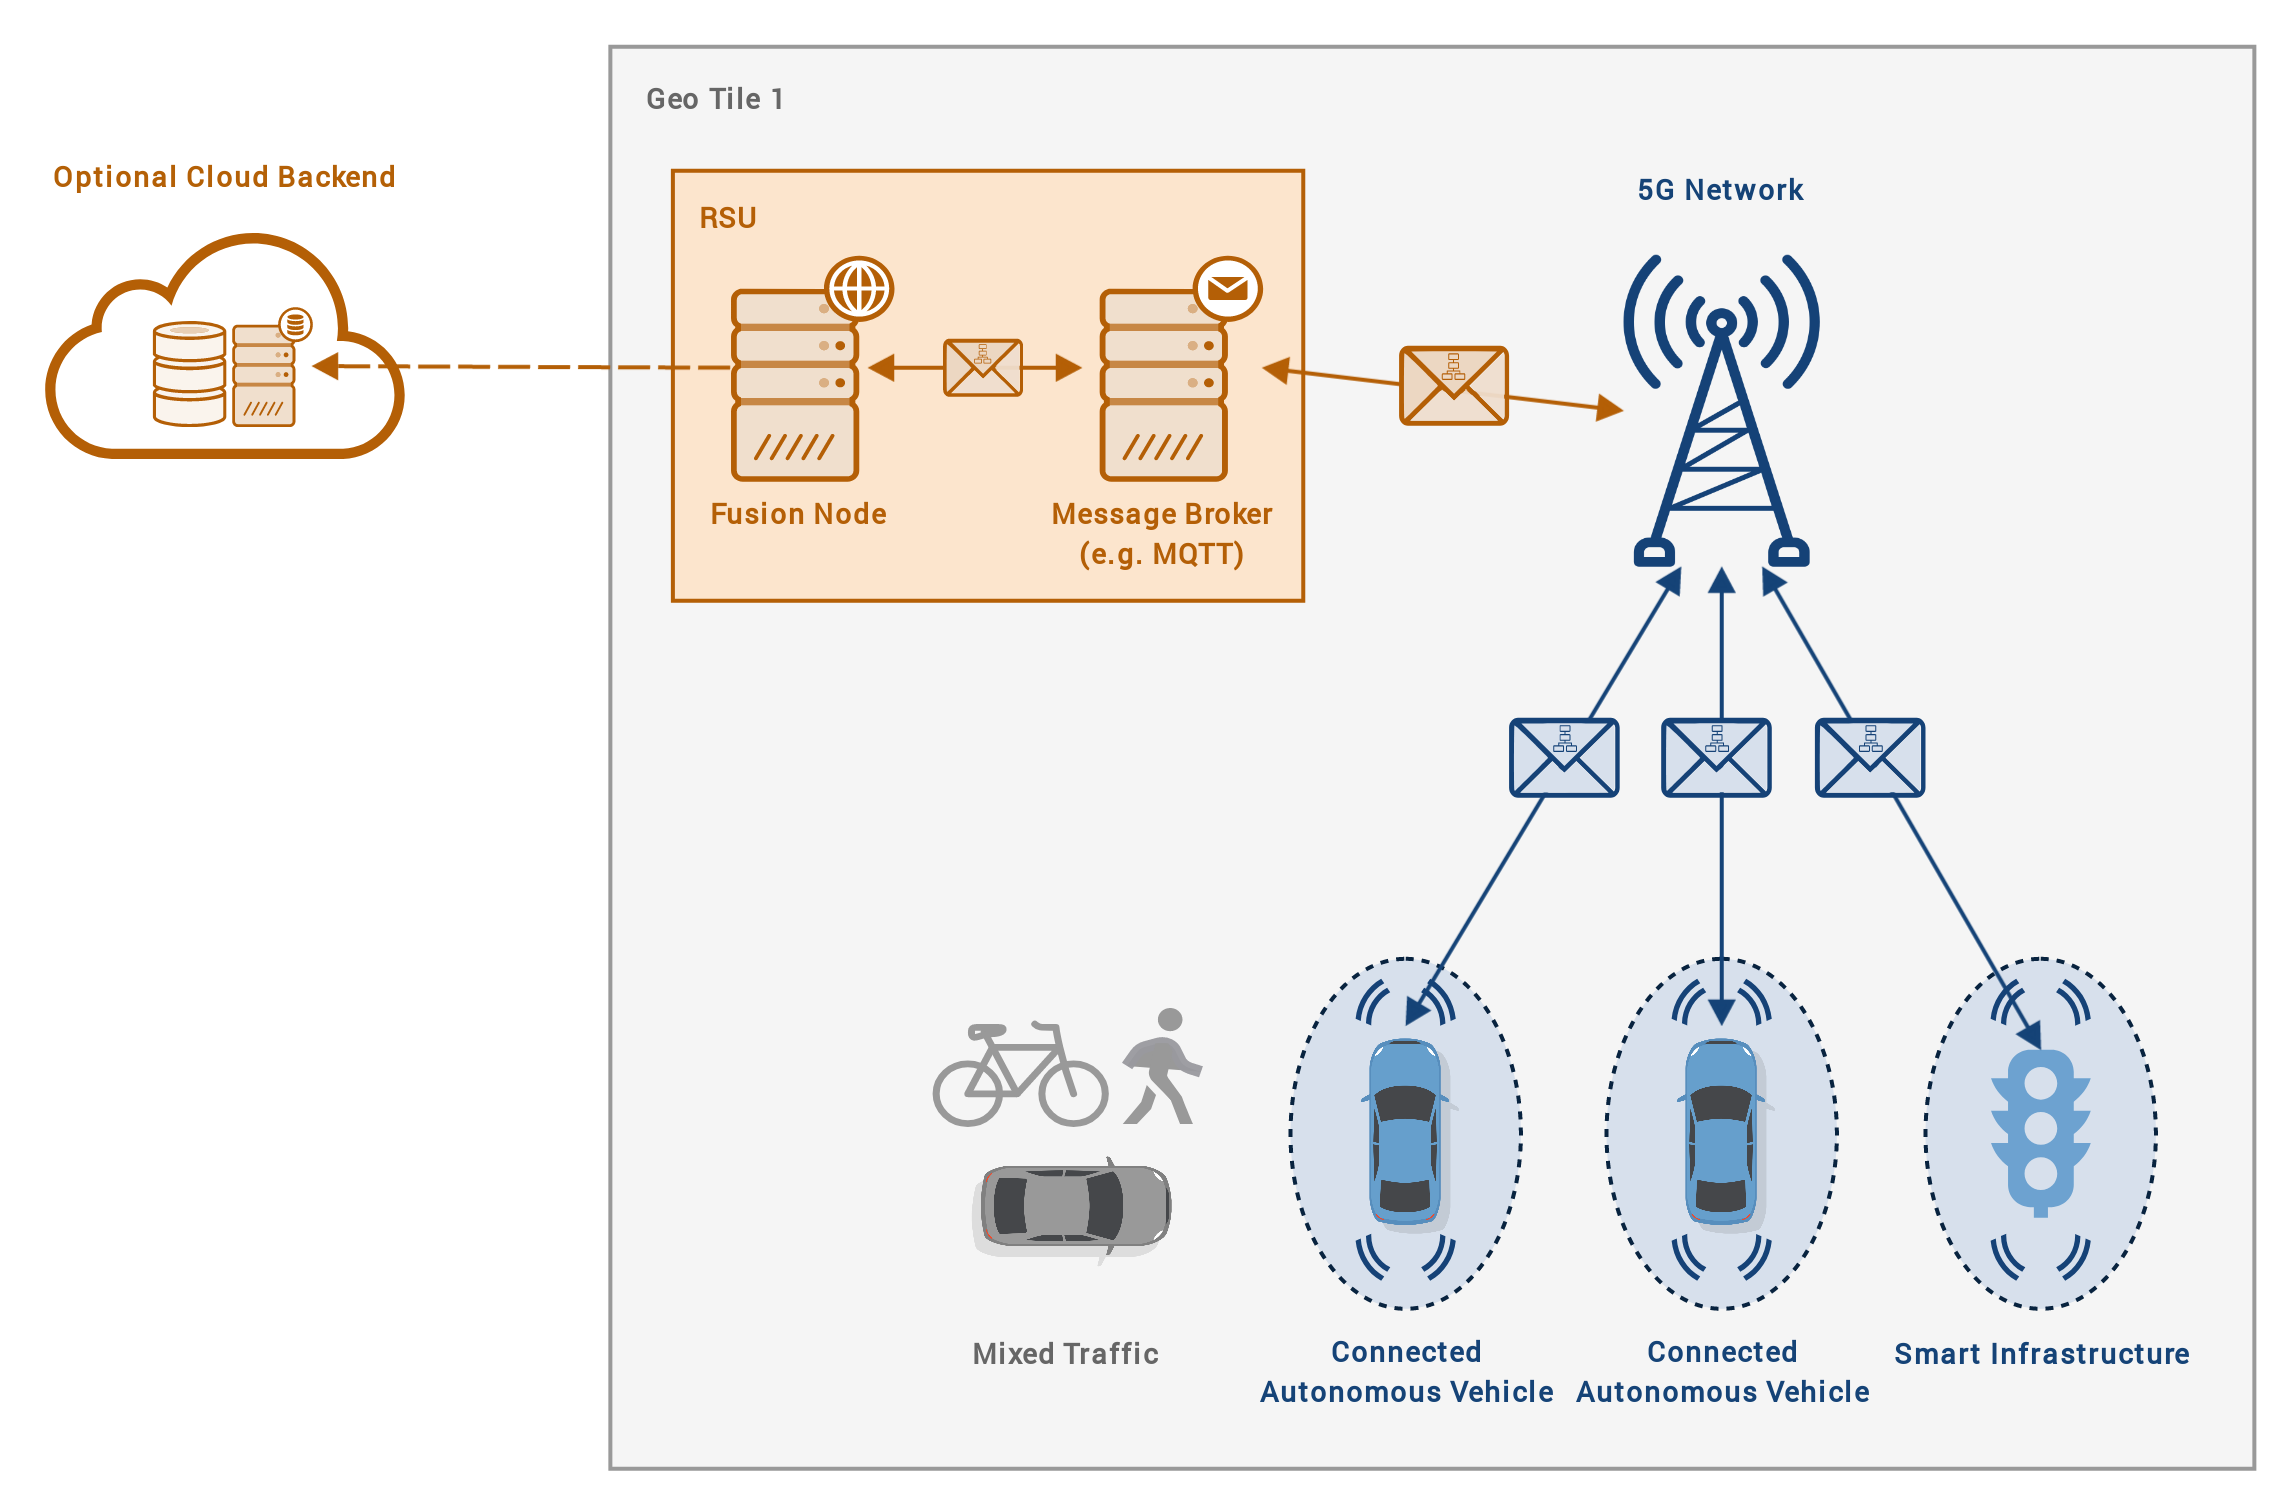 Geo Tile 1
Optional Cloud Backend
RSU
5G Network
Fusion Node
Message Broker
(e.g. MQTT)
Mixed Traffic
Connected
Autonomous Vehicle
Connected
Autonomous Vehicle
Smart Infrastructure